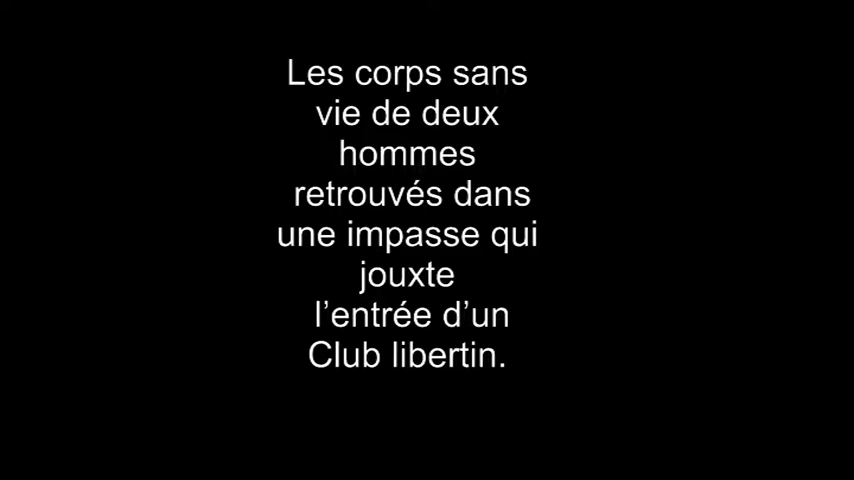 Les corps sans
vie de deux
hommes
retrouvés dans
une impasse qui
jouxte
l’entrée d’un
Club libertin.